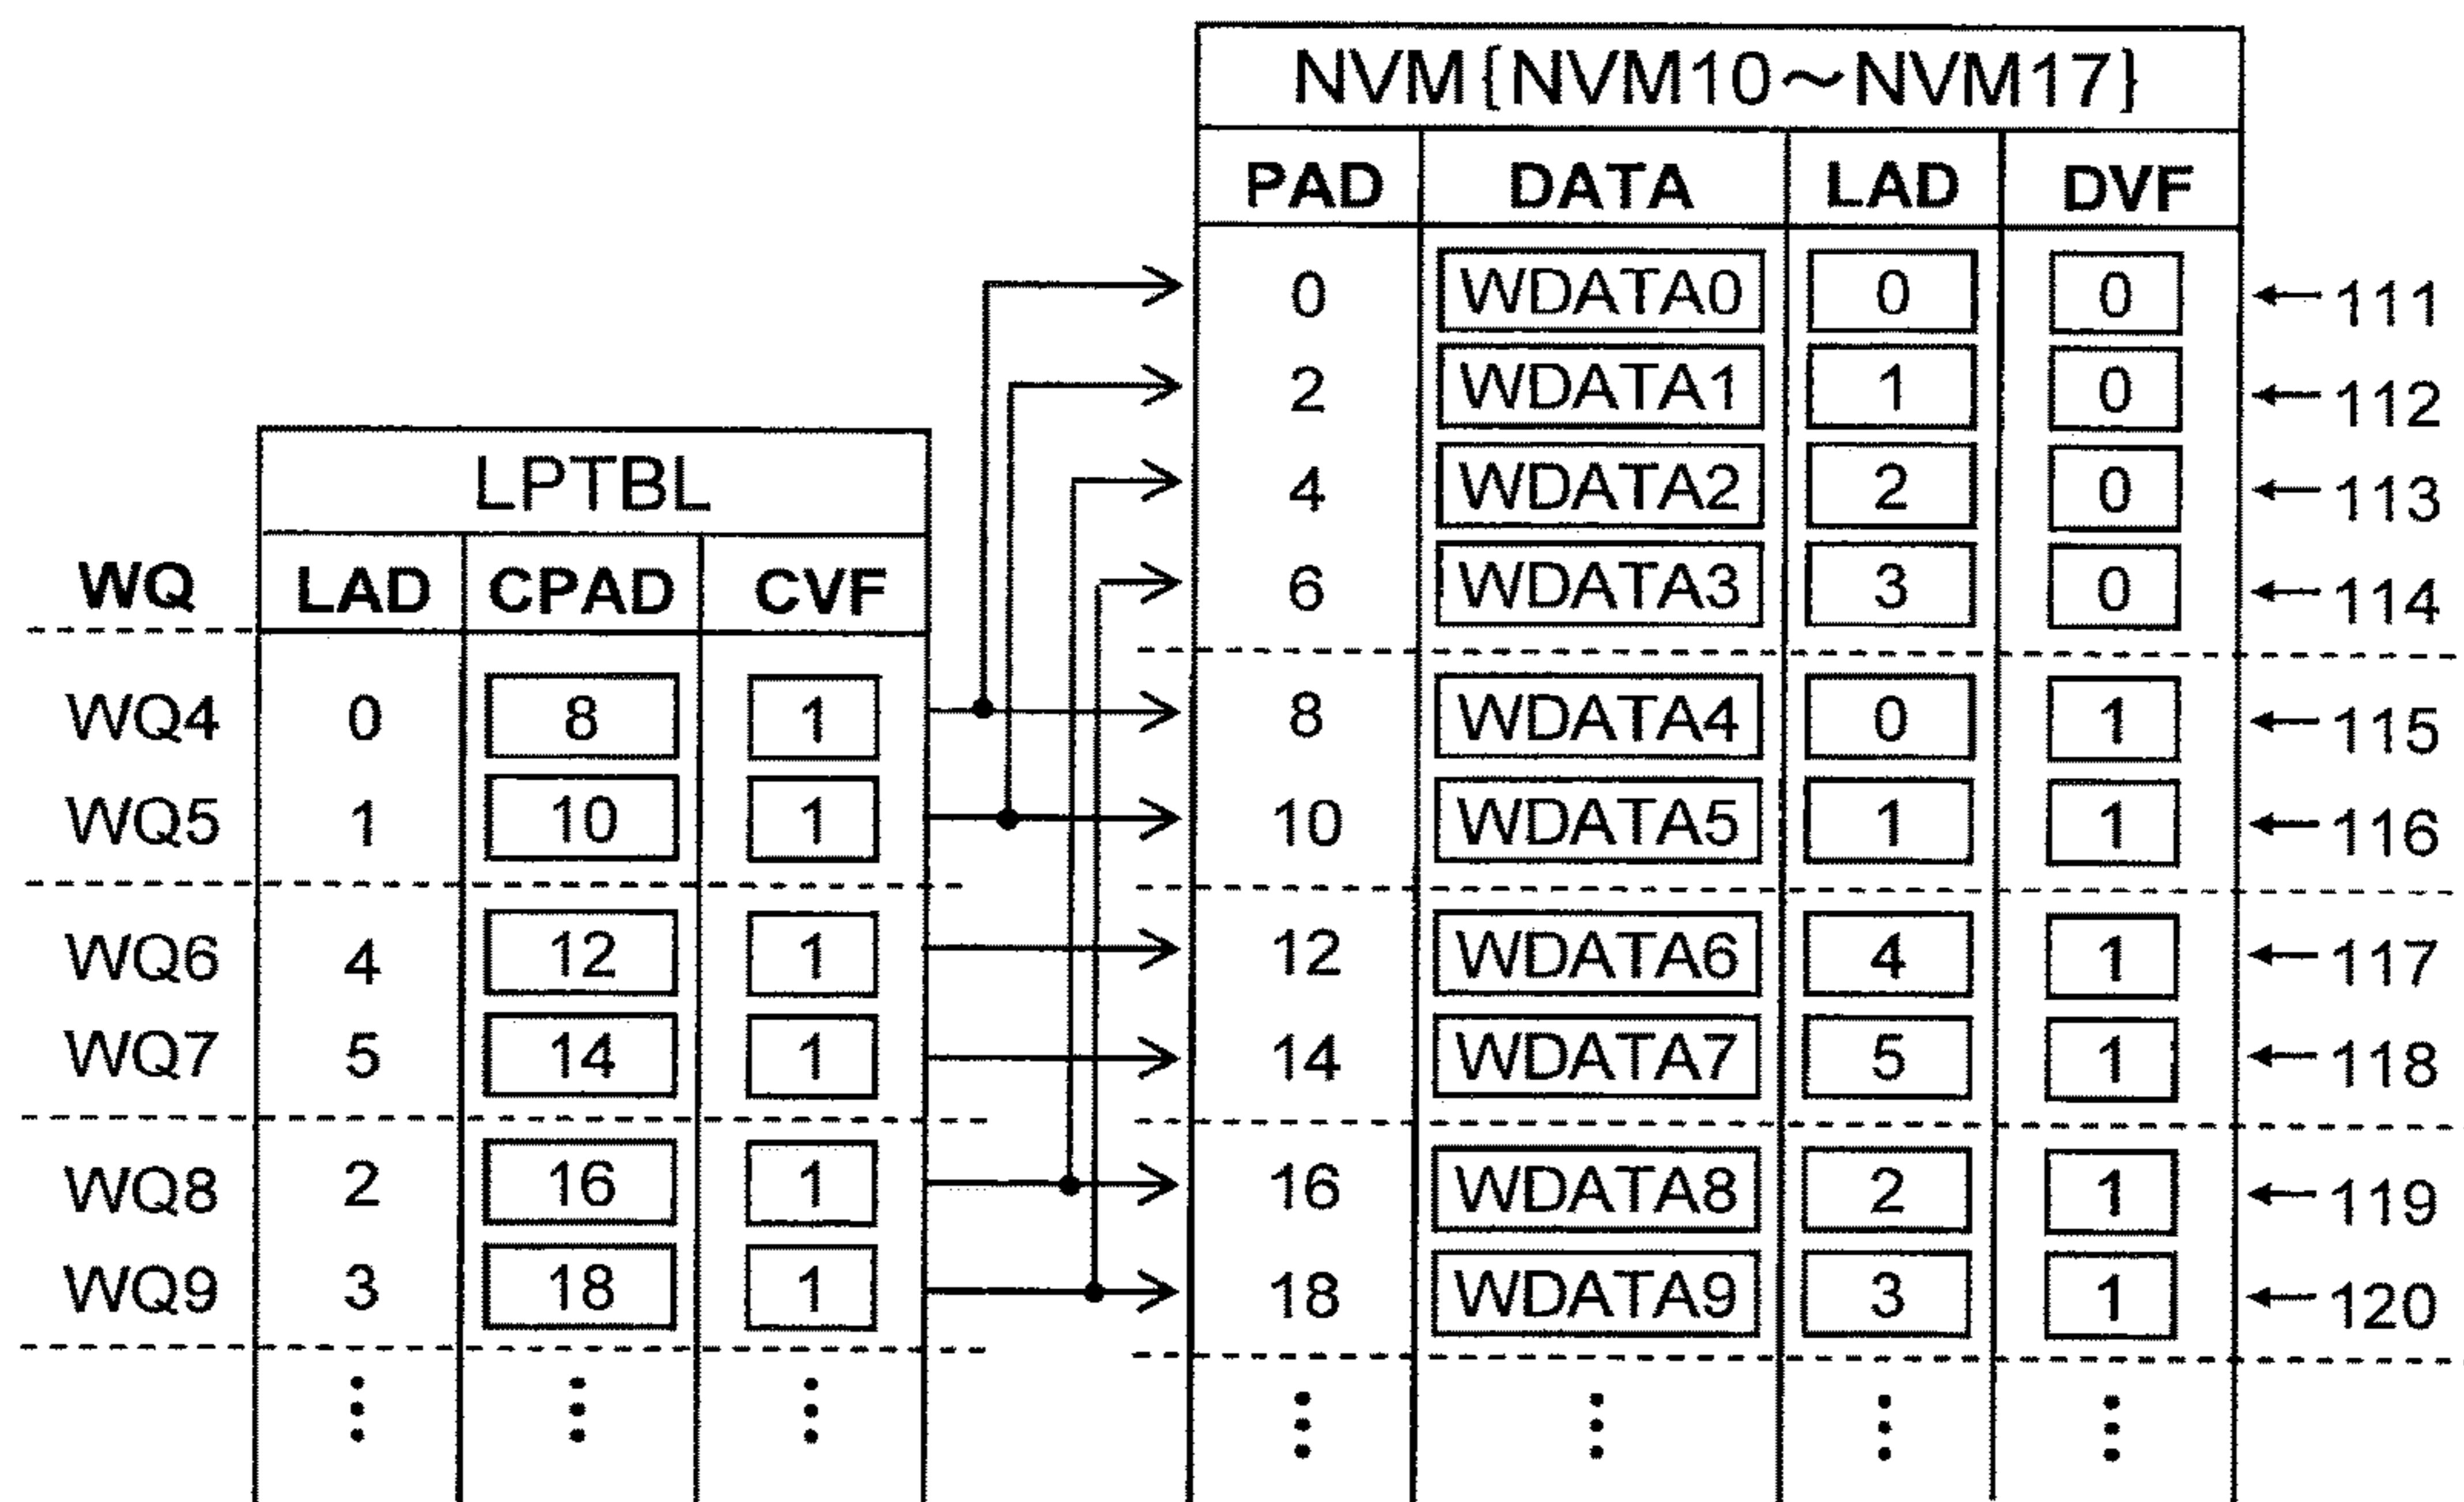 NVM{NVM10~NVM17}
PAD DATA LAD DVF
0 WDATA0 0 0 111
2 WDATA1 1 0 112
4 WDATA2 2 0 113
6 WDATA3 3 0 114
8 WDATA4 0 1 115
10 WDATA5 1 1 116
12 WDATA6 4 1 117
14 WDATA7 5 1 118
16 WDATA8 2 1 119
18 WDATA9 3 1 120
LPTBL
WQ LAD CPAD CVF
WQ4 0 8 1
WQ5 1 10 1
WQ6 4 12 1
WQ7 5 14 1
WQ8 2 16 1
WQ9 3 18 1